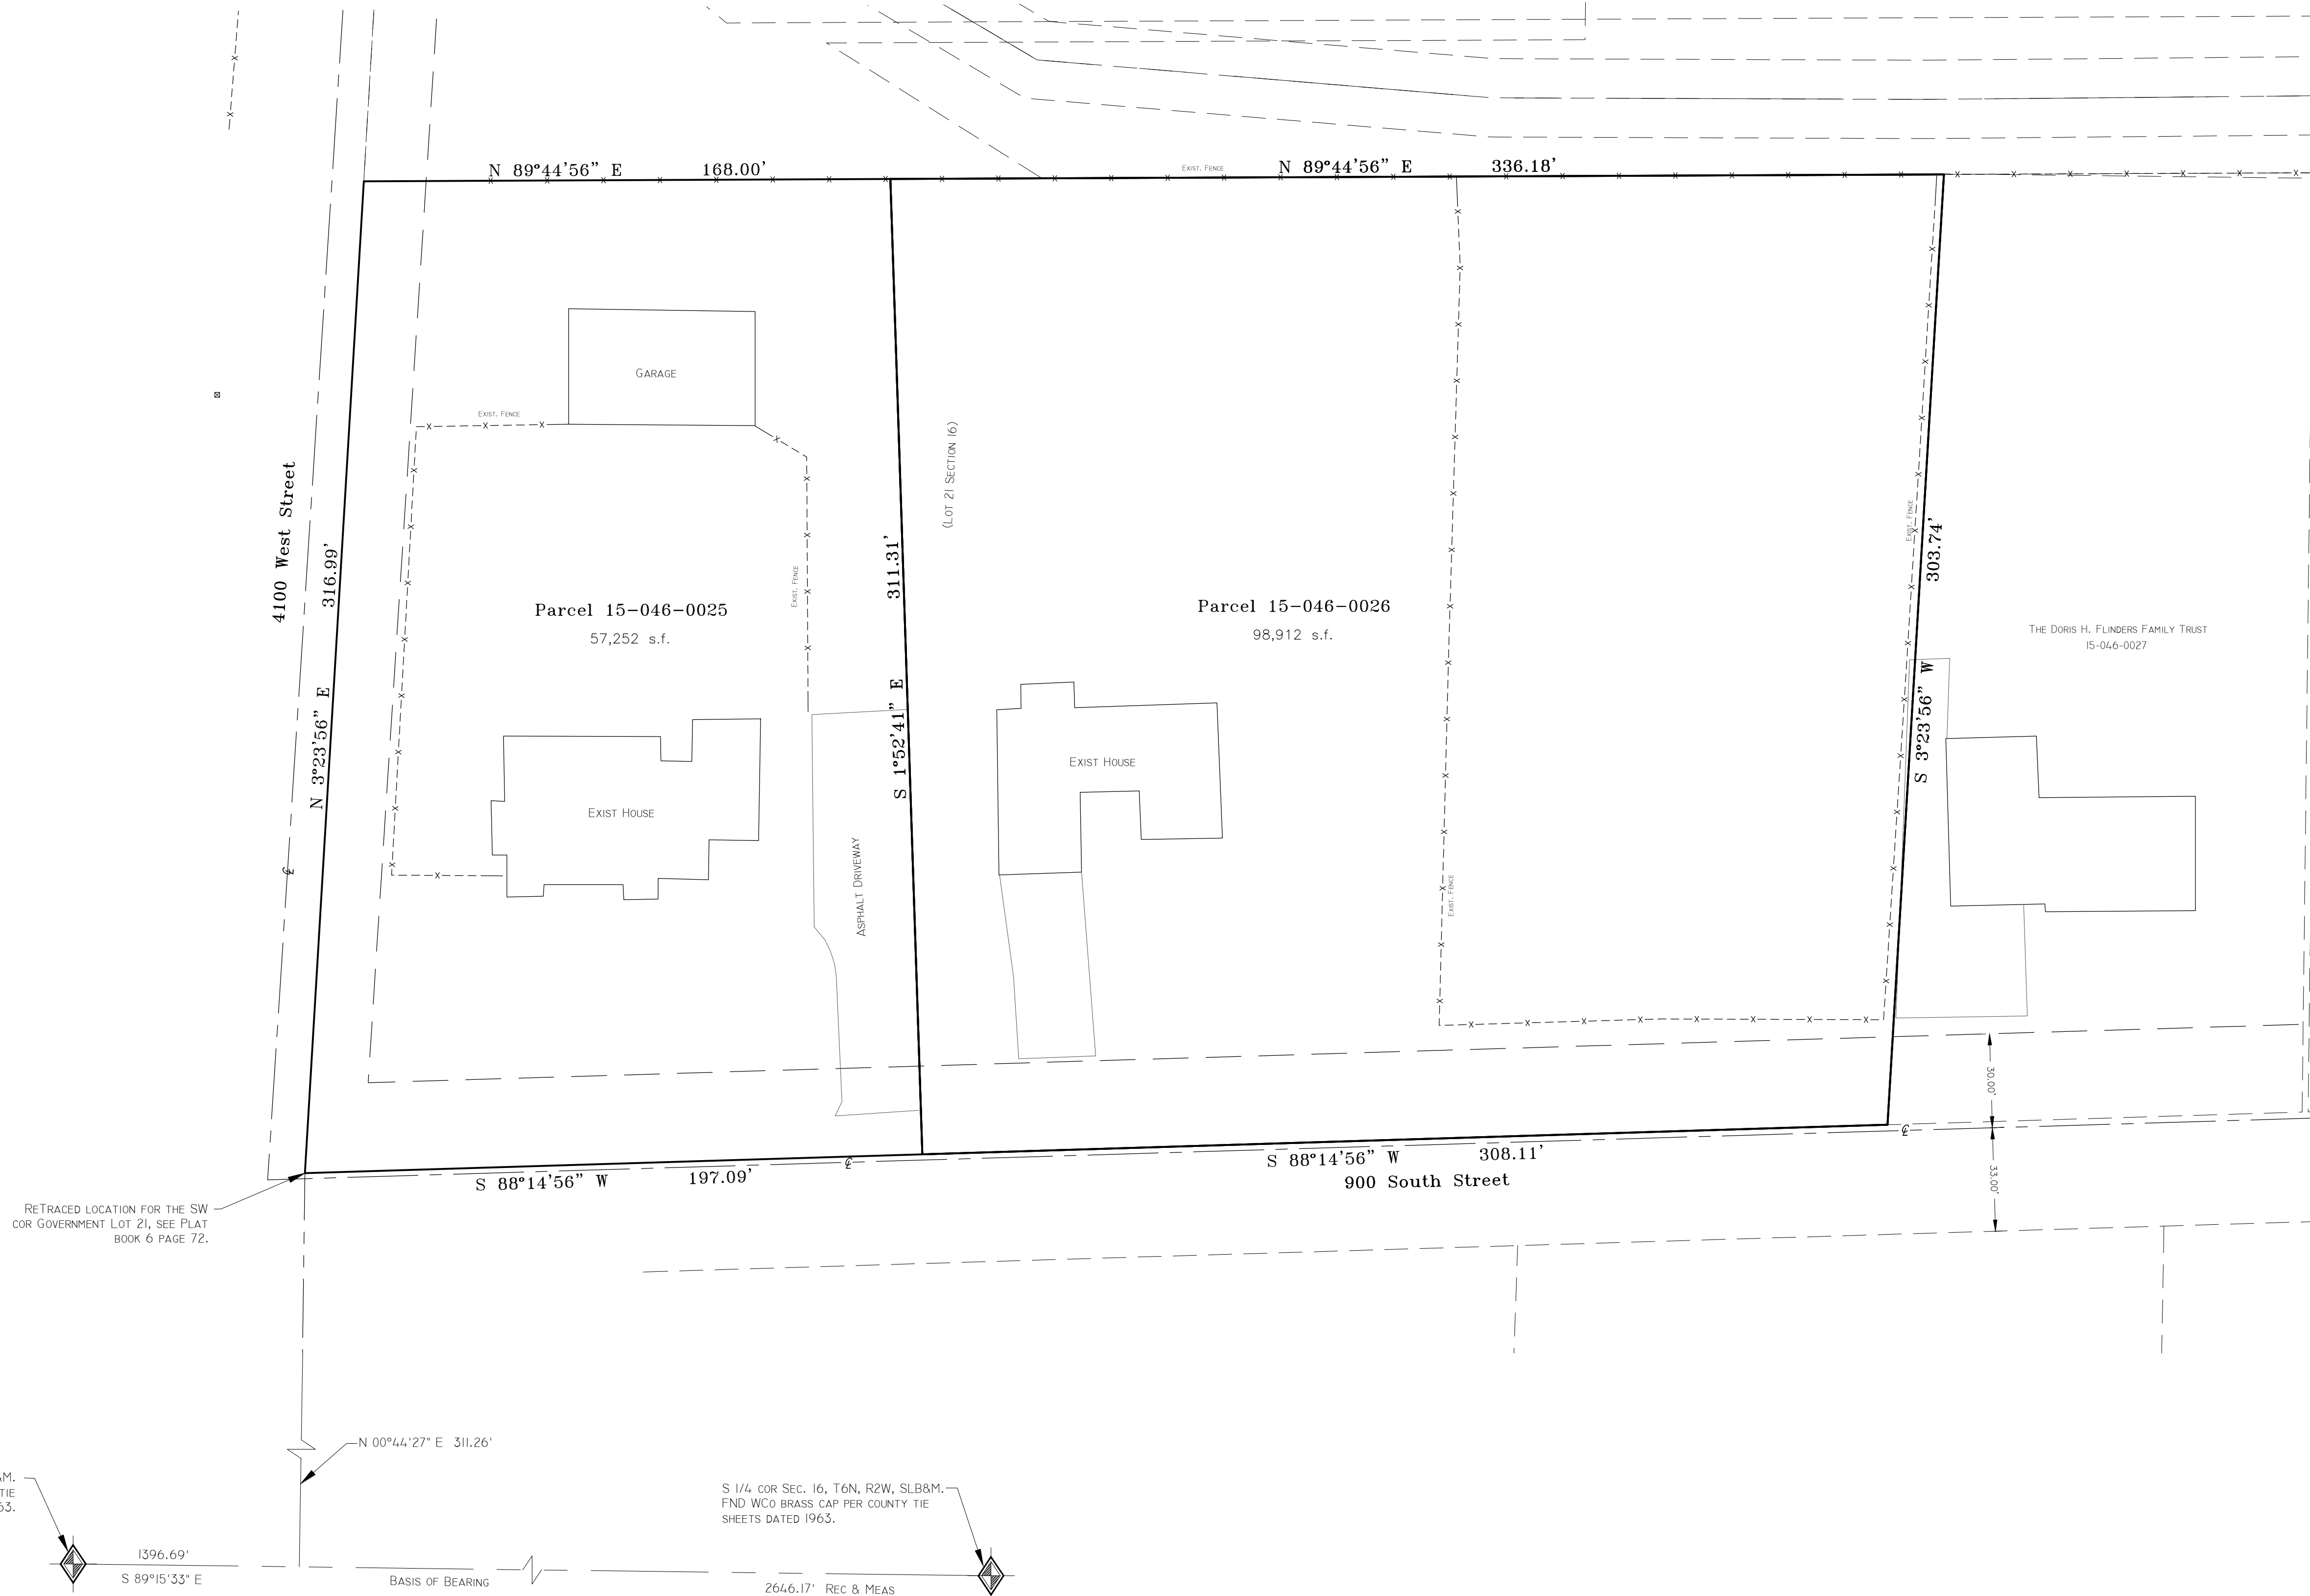 EXIST. FENCE
N 89°44'56" E 168.00'
N 89°44'56" E 336.18'
GARAGE
EXIST. FENCE
(LOT 21 SECTION 16)
4100 West Street
316.99'
N 3°23'56" E
311.31'
S 1°52'41" E
EXIST. FENCE
EXIST. FENCE
303.74'
S 3°23'56" W
Parcel 15-046-0025
57,252 s.f.
Parcel 15-046-0026
98,912 s.f.
THE DORIS H. FLINDERS FAMILY TRUST
15-046-0027
EXIST HOUSE
EXIST HOUSE
ASPHALT DRIVEWAY
EXIST. FENCE
30.00'
33.00'
S 88°14'56" W 197.09'
S 88°14'56" W 308.11'
900 South Street
RETRACED LOCATION FOR THE SW
COR GOVERNMENT LOT 21, SEE PLAT
BOOK 6 PAGE 72.
N 00°44'27" E 311.26'
&M.
TIE
63.
S 1/4 COR SEC. 16, T6N, R2W, SLB&M.
FND WCO BRASS CAP PER COUNTY TIE
SHEETS DATED 1963.
1396.69'
S 89°15'33" E
BASIS OF BEARING
2646.17' REC & MEAS